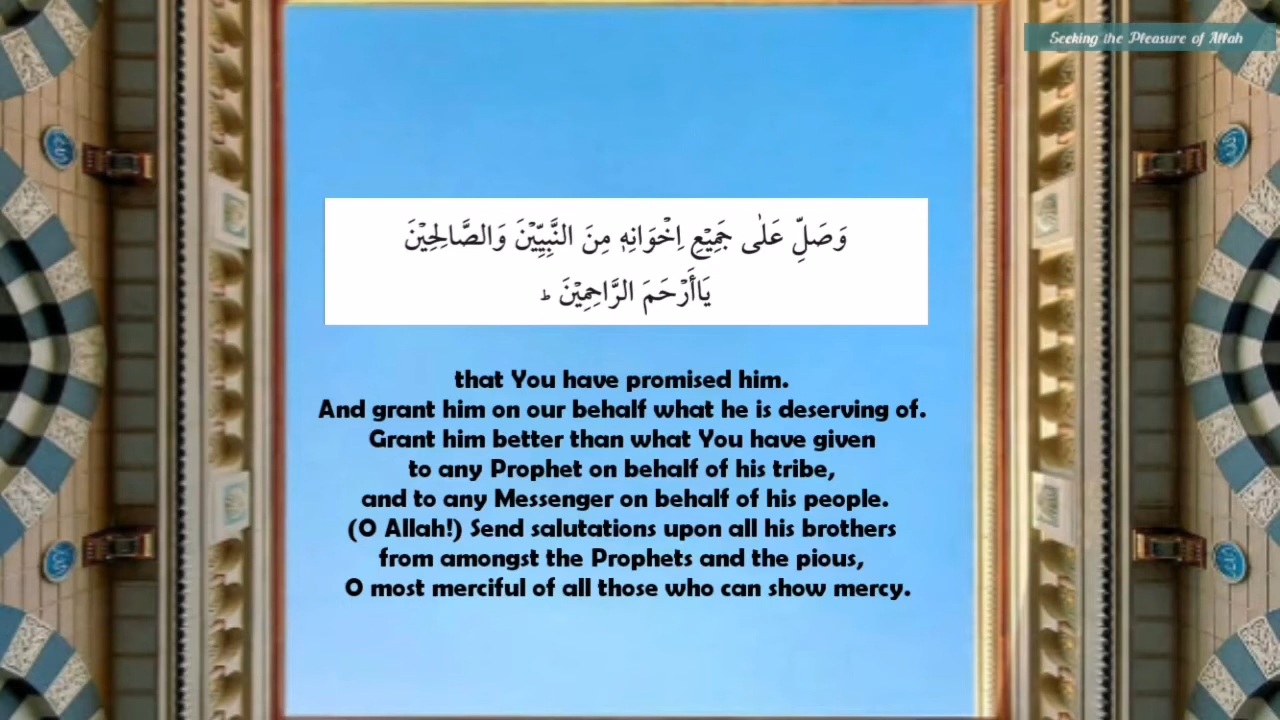 Seeking the Pleasure of Allah
وَصَلِّ عَلٰى جَمِيْعِ اِخْوَانِهٖ مِنَ النَّبِيِّيْنَ وَالصَّالِحِيْنَ
يَاأَرْحَمَ الرَّاحِمِيْنَ ؕ
that You have promised him.
And grant him on our behalf what he is deserving of.
Grant him better than what You have given
to any Prophet on behalf of his tribe,
and to any Messenger on behalf of his people.
(O Allah!) Send salutations upon all his brothers
from amongst the Prophets and the pious,
O most merciful of all those who can show mercy.